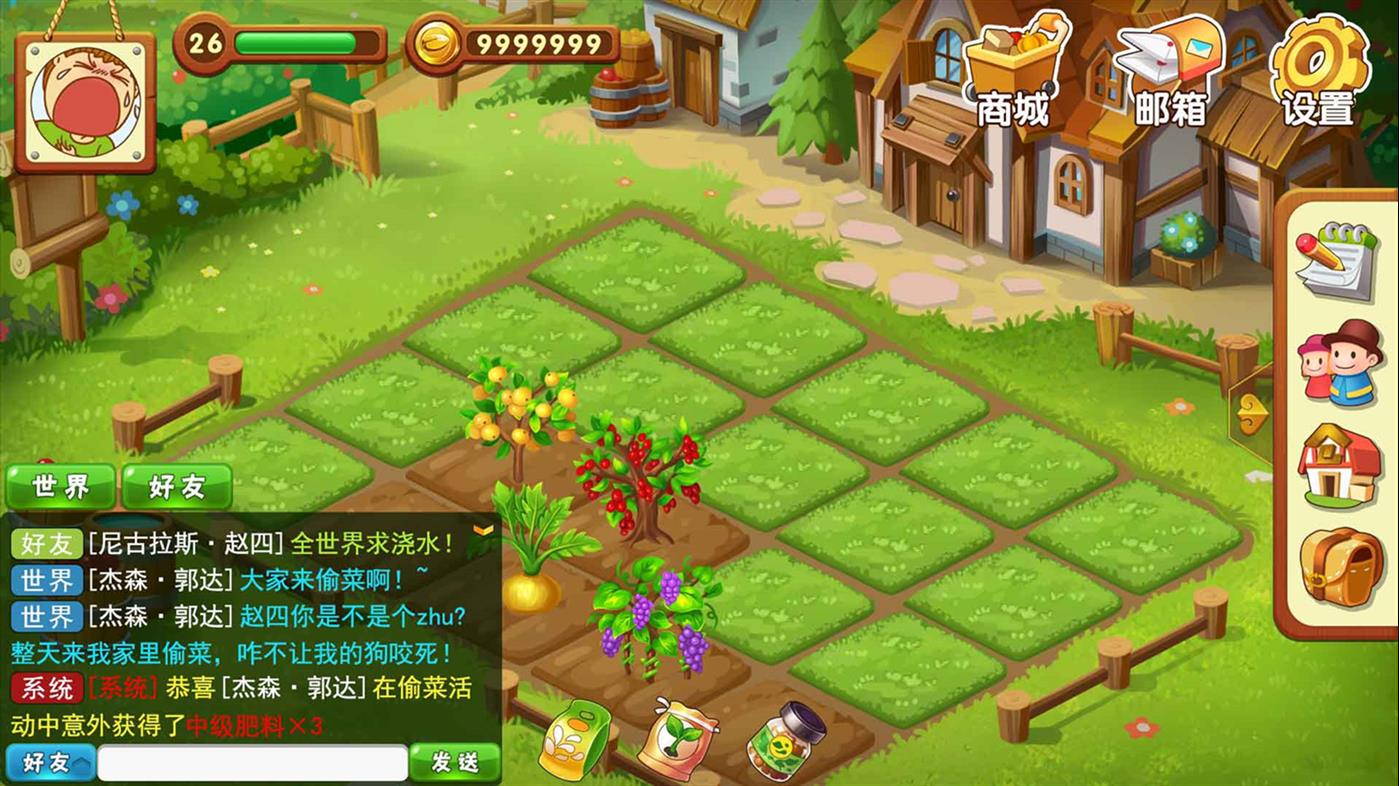 26
9999999
商城
邮箱
设置
世界
好友
好友 [尼古拉斯·赵四]全世界求浇水！
世界 [杰森·郭达]大家来偷菜啊！~
世界 [杰森·郭达]赵四你是不是个zhu?
整天来我家里偷菜，咋不让我的狗咬死！
系统 [系统]恭喜[杰森·郭达]在偷菜活
动中意外获得了中级肥料×3
好友
发送